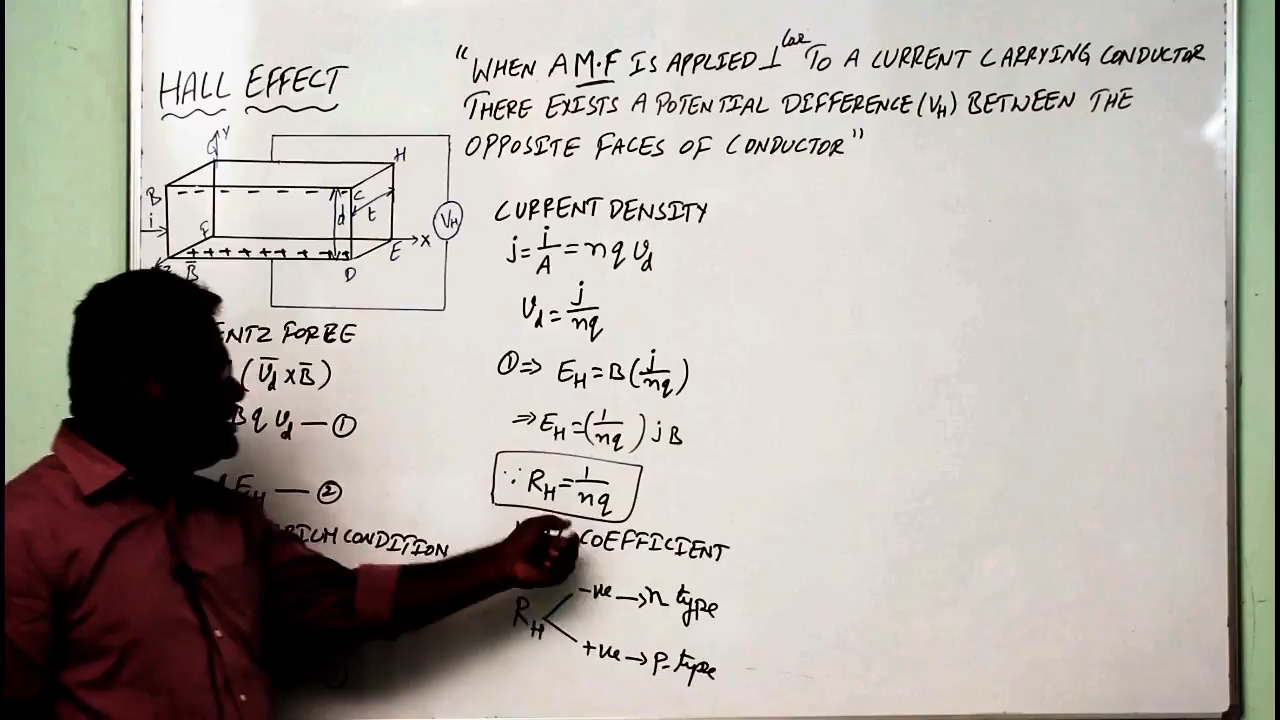 HALL EFFECT
"WHEN A M.F IS APPLIED ⊥lar TO A CURRENT CARRYING CONDUCTOR
THERE EXISTS A POTENTIAL DIFFERENCE (VH) BETWEEN THE
OPPOSITE FACES OF CONDUCTOR"
Y
G
H
B
C
d
t
i
VH
F
E
X
B̄
D
ENTZ FORCE
(V̄d × B̄)
Bq Vd — ①
EH — ②
CONDITION
CURRENT DENSITY
j = i/A = nqVd
Vd = j/nq
① ⇒ EH = B(j/nq)
⇒ EH = (1/nq) jB
∵ RH = 1/nq
COEFFICIENT
RH
-ve → n type
+ve → p-type